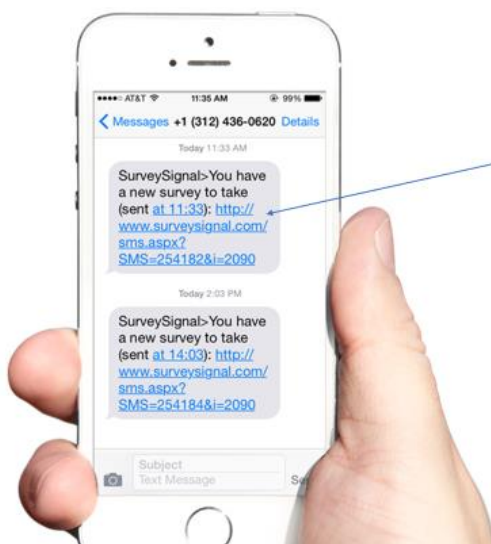 AT&T 11:35 AM 99%
Messages +1 (312) 436-0620 Details
Today 11:33 AM
SurveySignal>You have
a new survey to take
(sent at 11:33): http://
www.surveysignal.com/
sms.aspx?
SMS=254182&i=2090
Today 2:03 PM
SurveySignal>You have
a new survey to take
(sent at 14:03): http://
www.surveysignal.com/
sms.aspx?
SMS=254184&i=2090
Subject
Text Message